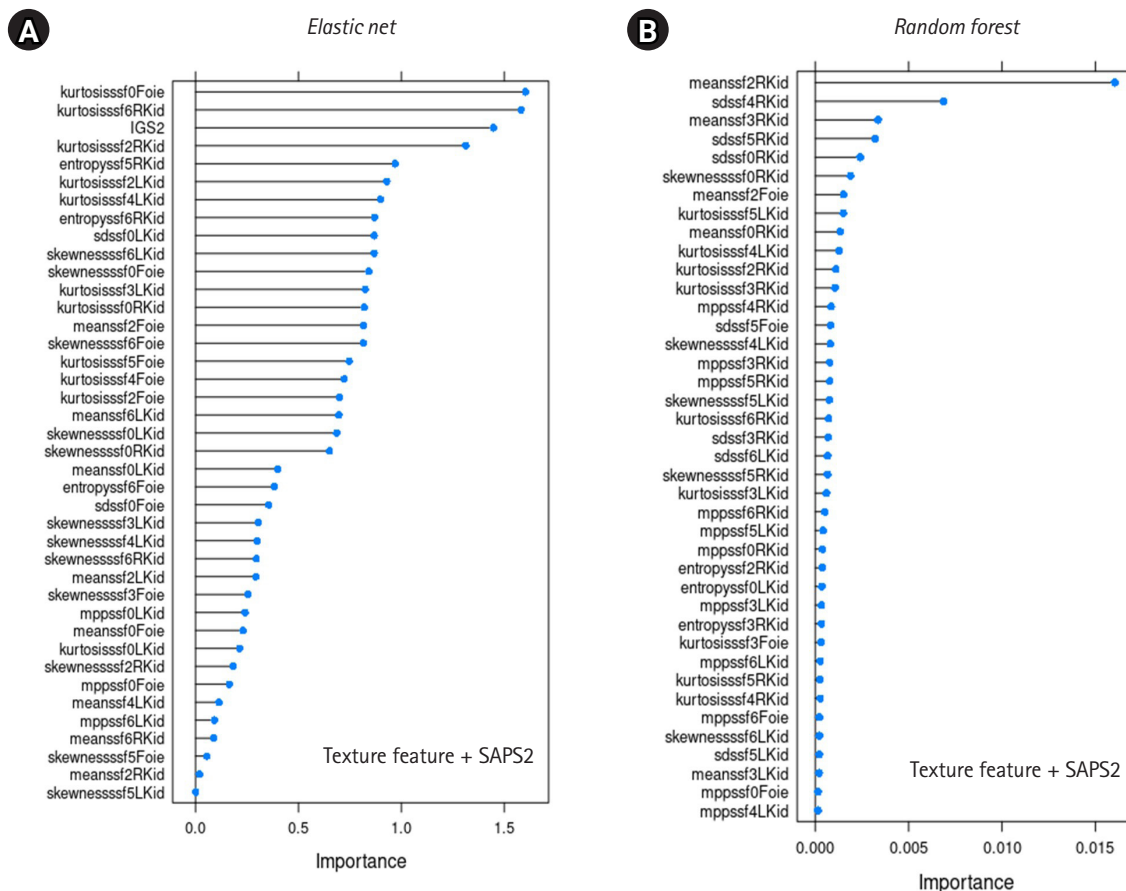 A
Elastic net
kurtosisssf0Foie
kurtosisssf6RKid
IGS2
kurtosisssf2RKid
entropyssf5RKid
kurtosisssf2LKid
kurtosisssf4LKid
entropyssf6RKid
sdssf0LKid
skewnessssf6LKid
skewnessssf0Foie
kurtosisssf3LKid
kurtosisssf0RKid
meanssf2Foie
skewnessssf6Foie
kurtosisssf5Foie
kurtosisssf4Foie
kurtosisssf2Foie
meanssf6LKid
skewnessssf0LKid
skewnessssf0RKid
meanssf0LKid
entropyssf6Foie
sdssf0Foie
skewnessssf3LKid
skewnessssf4LKid
skewnessssf6RKid
meanssf2LKid
skewnessssf3Foie
mppssf0LKid
meanssf0Foie
kurtosisssf0LKid
skewnessssf2RKid
mppssf0Foie
meanssf4LKid
mppssf6LKid
meanssf6RKid
skewnessssf5Foie
meanssf2RKid
skewnessssf5LKid
Texture feature + SAPS2
0.0 0.5 1.0 1.5
Importance
B
Random forest
meanssf2RKid
sdssf4RKid
meanssf3RKid
sdssf5RKid
sdssf0RKid
skewnessssf0RKid
meanssf2Foie
kurtosisssf5LKid
meanssf0RKid
kurtosisssf4LKid
kurtosisssf2RKid
kurtosisssf3RKid
mppssf4RKid
sdssf5Foie
skewnessssf4LKid
mppssf3RKid
mppssf5RKid
skewnessssf5LKid
kurtosisssf6RKid
sdssf3RKid
sdssf6LKid
skewnessssf5RKid
kurtosisssf3LKid
mppssf6RKid
mppssf5LKid
mppssf0RKid
entropyssf2RKid
entropyssf0LKid
mppssf3LKid
entropyssf3RKid
kurtosisssf3Foie
mppssf6LKid
kurtosisssf5RKid
kurtosisssf4RKid
mppssf6Foie
skewnessssf6LKid
sdssf5LKid
meanssf3LKid
mppssf0Foie
mppssf4LKid
Texture feature + SAPS2
0.000 0.005 0.010 0.015
Importance